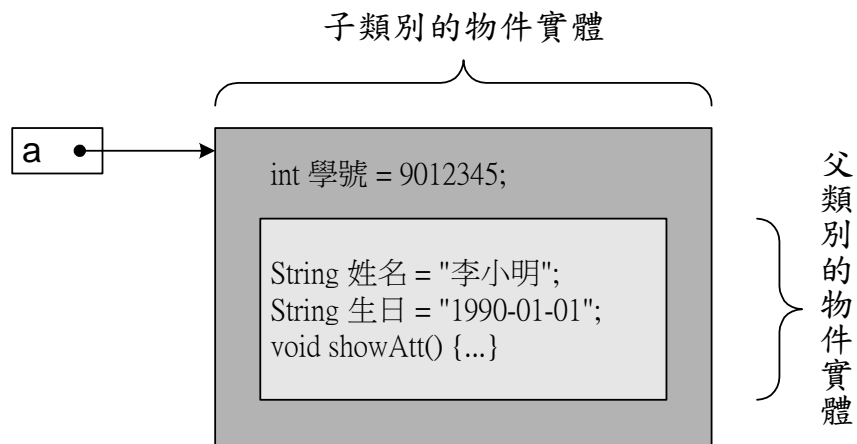 子類別的物件實體
a
int 學號 = 9012345;
String 姓名 = "李小明";
String 生日 = "1990-01-01";
void showAtt() {...}
父類別的物件實體